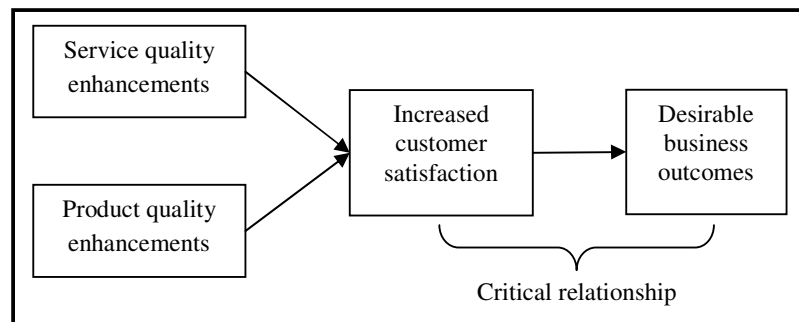 Service quality
enhancements
Product quality
enhancements
Increased
customer
satisfaction
Desirable
business
outcomes
Critical relationship